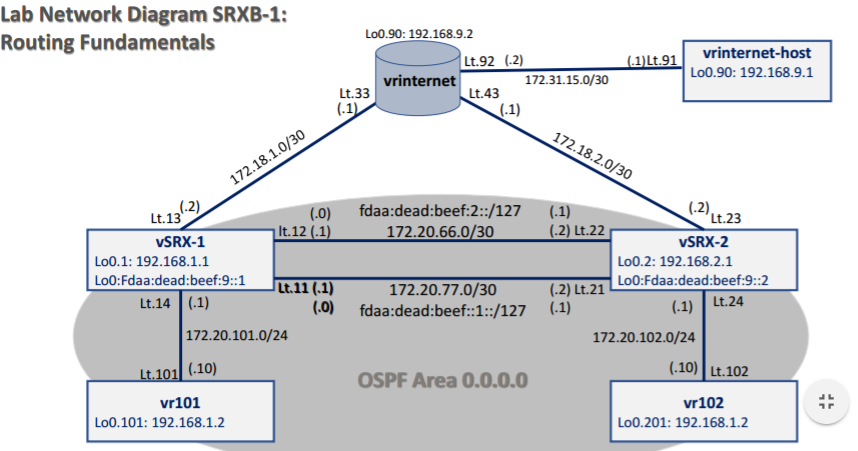 Lab Network Diagram SRXB-1:
Routing Fundamentals
Lo0.90: 192.168.9.2
vrinternet
Lt.92 (.2)
172.31.15.0/30
(.1) Lt.91
vrinternet-host
Lo0.90: 192.168.9.1
Lt.33
(.1)
Lt.43
(.1)
172.18.1.0/30
172.18.2.0/30
(.2)
Lt.13
(.2)
Lt.23
(.0)
fdaa:dead:beef:2::/127
(.1)
lt.12 (.1)
172.20.66.0/30
(.2) Lt.22
vSRX-1
Lo0.1: 192.168.1.1
Lo0:Fdaa:dead:beef:9::1
vSRX-2
Lo0.2: 192.168.2.1
Lo0:Fdaa:dead:beef:9::2
Lt.11 (.1)
172.20.77.0/30
(.2) Lt.21
(.0)
fdaa:dead:beef::1::/127
(.1)
Lt.14
(.1)
(.1)
Lt.24
172.20.101.0/24
172.20.102.0/24
Lt.101
(.10)
(.10)
Lt.102
OSPF Area 0.0.0.0
vr101
Lo0.101: 192.168.1.2
vr102
Lo0.201: 192.168.1.2